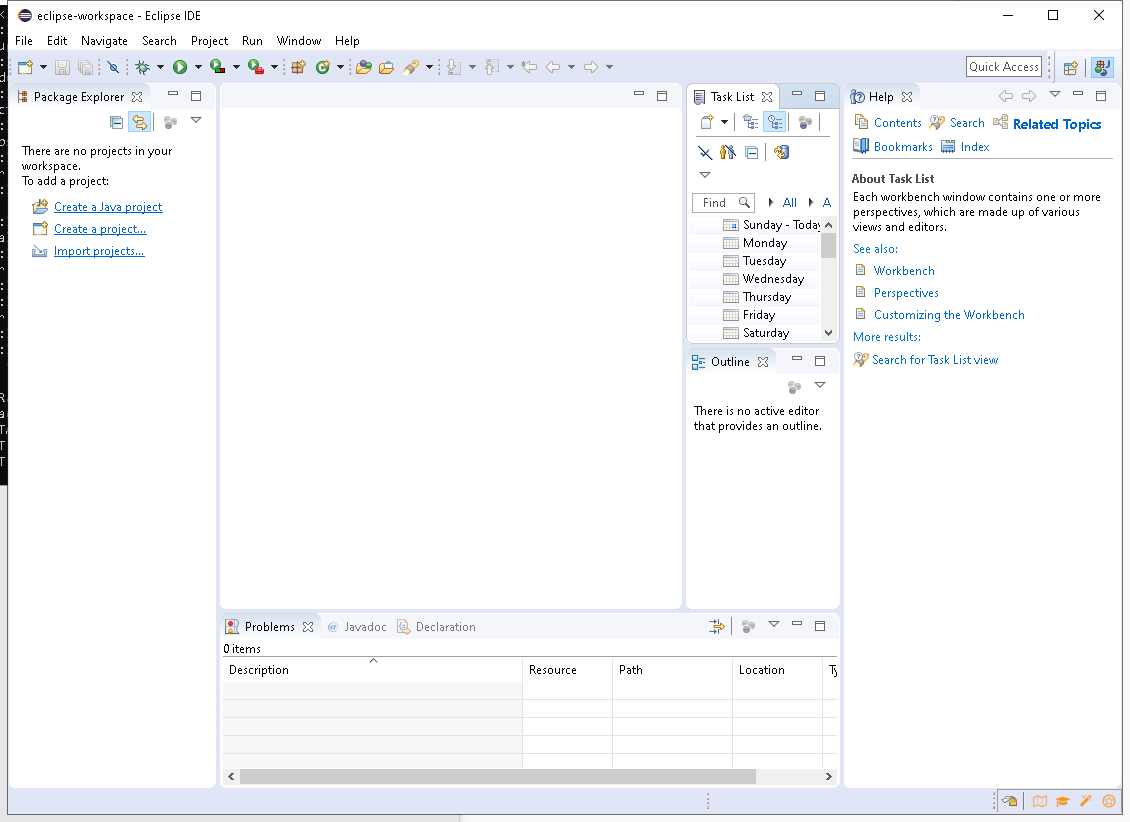 eclipse-workspace - Eclipse IDE
File Edit Navigate Search Project Run Window Help
Quick Access
Package Explorer
There are no projects in your
workspace.
To add a project:
Create a Java project
Create a project...
Import projects...
Task List
Find All A
Sunday - Today
Monday
Tuesday
Wednesday
Thursday
Friday
Saturday
Outline
There is no active editor
that provides an outline.
Help
Contents Search Related Topics
Bookmarks Index
About Task List
Each workbench window contains one or more
perspectives, which are made up of various
views and editors.
See also:
Workbench
Perspectives
Customizing the Workbench
More results:
Search for Task List view
Problems @ Javadoc Declaration
0 items
Description Resource Path Location Ty